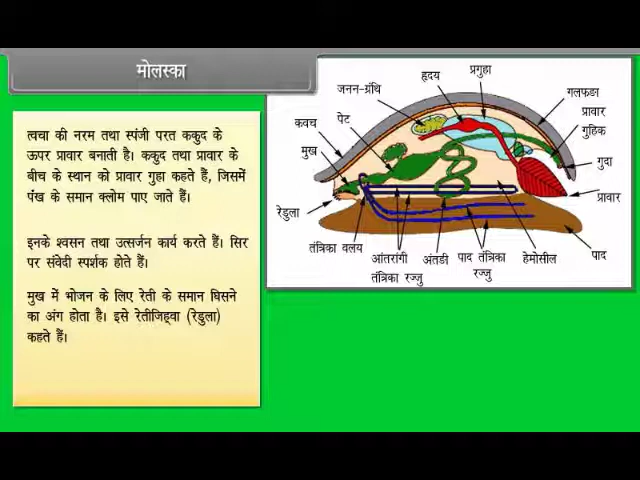 मोलस्का
त्वचा की नरम तथा स्पंजी परत ककुद के
ऊपर प्रावार बनाती है। ककुद तथा प्रावार के
बीच के स्थान को प्रावार गुहा कहते हैं, जिसमें
पंख के समान क्लोम पाए जाते हैं।
इनके श्वसन तथा उत्सर्जन कार्य करते हैं। सिर
पर संवेदी स्पर्शक होते हैं।
मुख में भोजन के लिए रेती के समान घिसने
का अंग होता है। इसे रेतीजिह्वा (रेडुला)
कहते हैं।
प्रगुहा
हृदय
जनन-ग्रंथि
गलफङा
पेट
प्रावार
कवच
गुहिक
मुख
गुदा
प्रावार
रेडुला
तंत्रिका वलय
आंतरांगी
तंत्रिका रज्जु
अंतडी
पाद तंत्रिका
रज्जु
हेमोसील
पाद